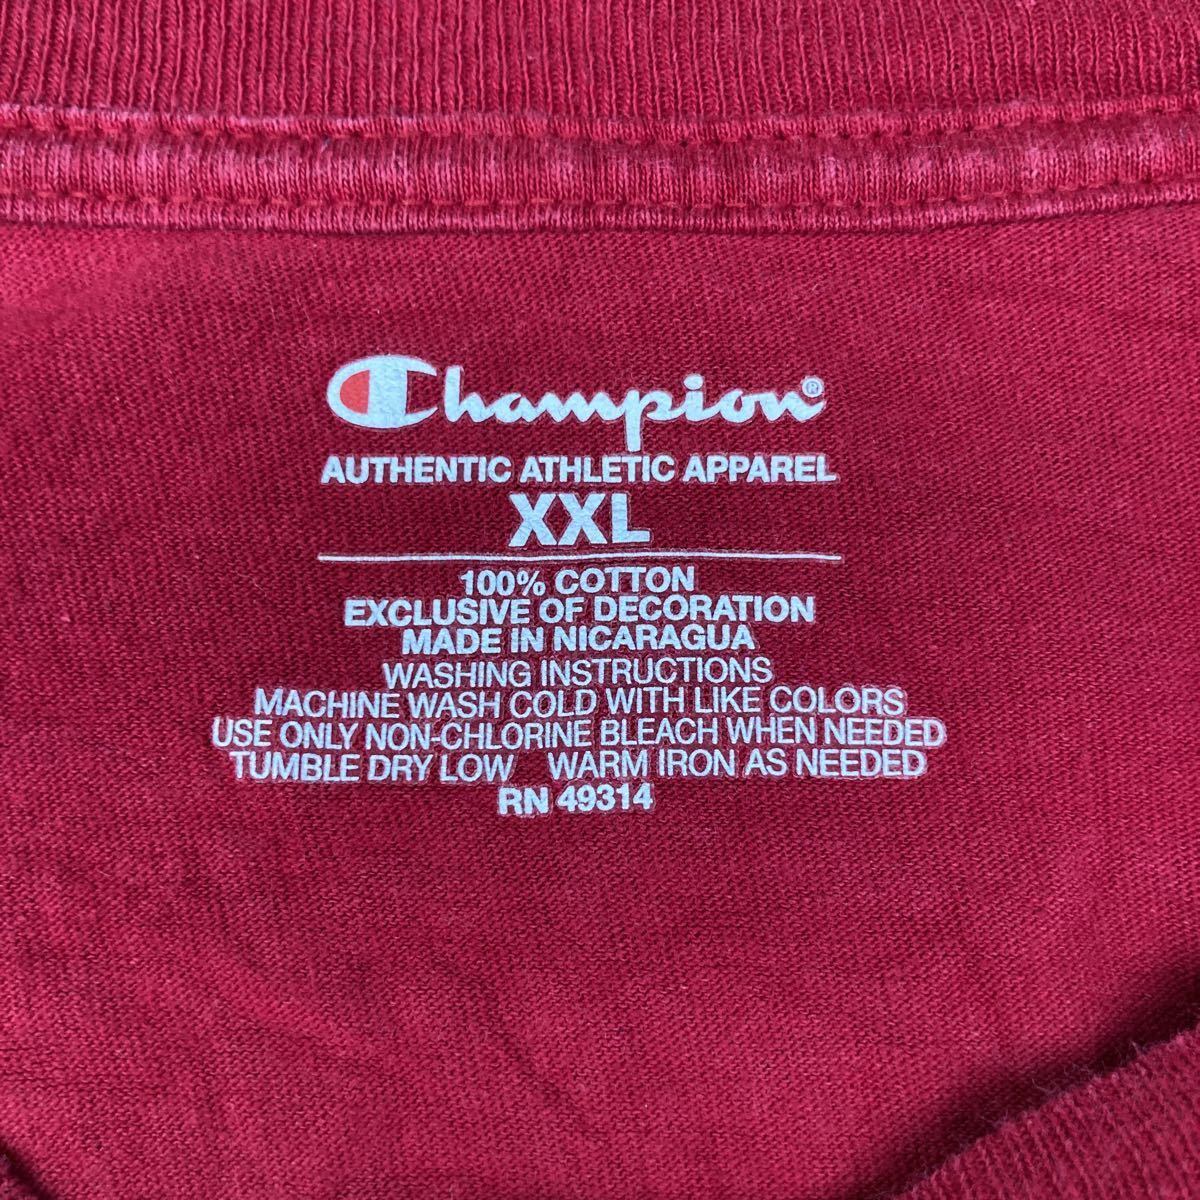 Champion®
AUTHENTIC ATHLETIC APPAREL
XXL
100% COTTON
EXCLUSIVE OF DECORATION
MADE IN NICARAGUA
WASHING INSTRUCTIONS
MACHINE WASH COLD WITH LIKE COLORS
USE ONLY NON-CHLORINE BLEACH WHEN NEEDED
TUMBLE DRY LOW WARM IRON AS NEEDED
RN 49314